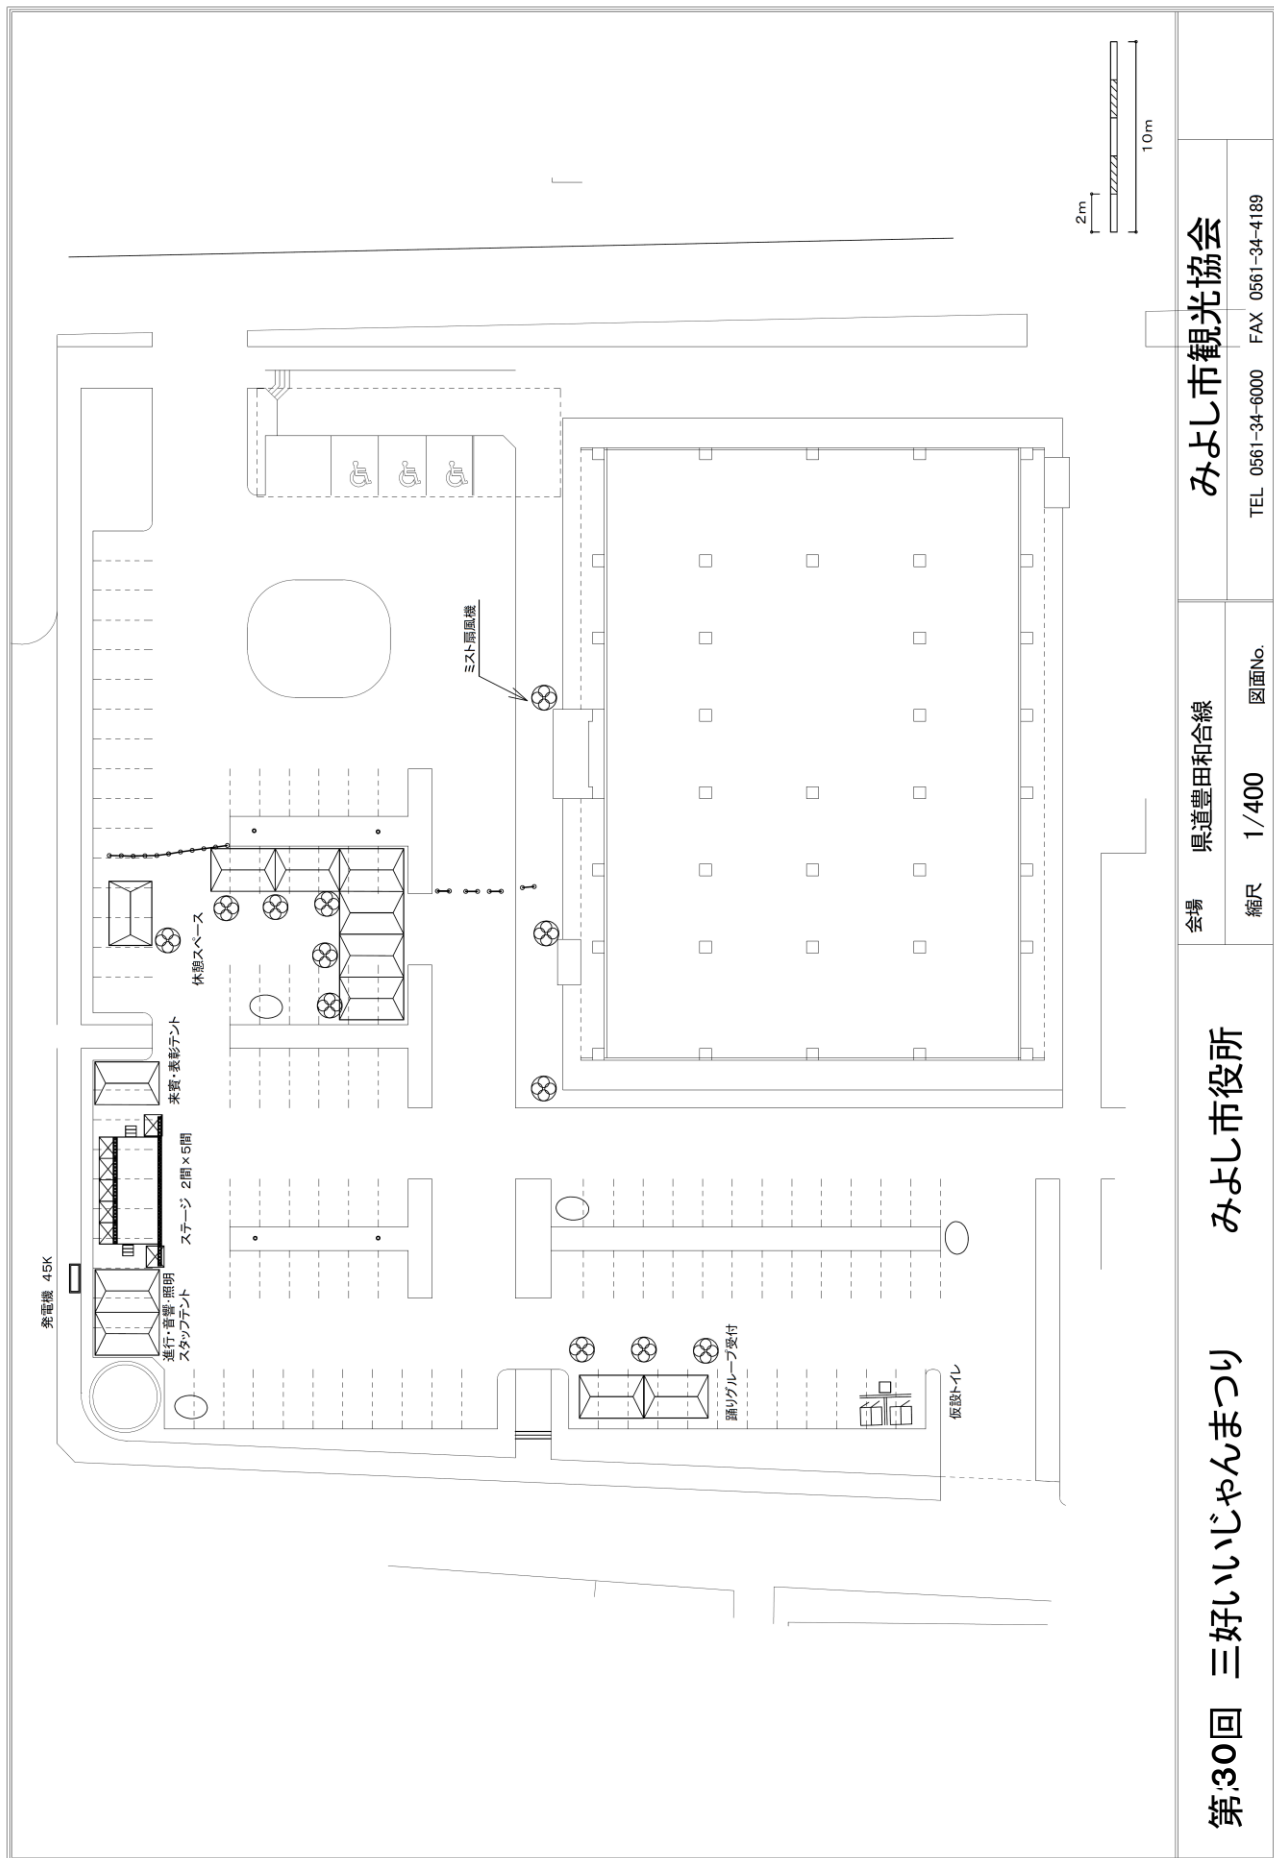 発電機 45K
進行・音響・照明
スタッフテント
ステージ 2間×5間
来賓・表彰テント
休憩スペース
ミスト扇風機
踊りグループ受付
仮設トイレ
2m
10m
第30回 三好いいじゃんまつり
みよし市役所
会場 県道豊田和合線
縮尺 1/400 図面No.
みよし市観光協会
TEL 0561-34-6000 FAX 0561-34-4189